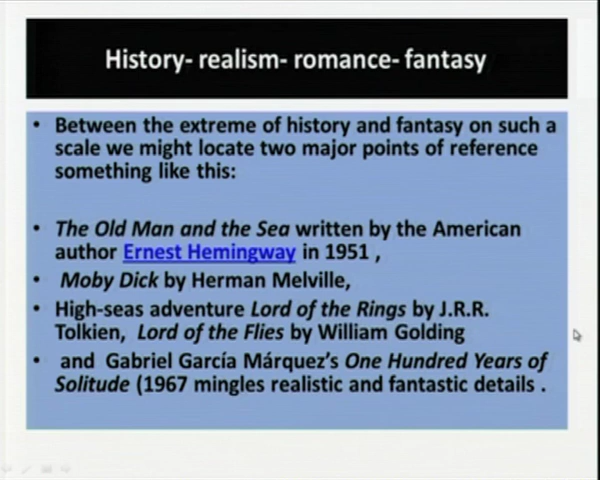 History- realism- romance- fantasy
• Between the extreme of history and fantasy on such a
scale we might locate two major points of reference
something like this:
• The Old Man and the Sea written by the American
author Ernest Hemingway in 1951 ,
• Moby Dick by Herman Melville,
• High-seas adventure Lord of the Rings by J.R.R.
Tolkien, Lord of the Flies by William Golding
• and Gabriel García Márquez’s One Hundred Years of
Solitude (1967 mingles realistic and fantastic details .